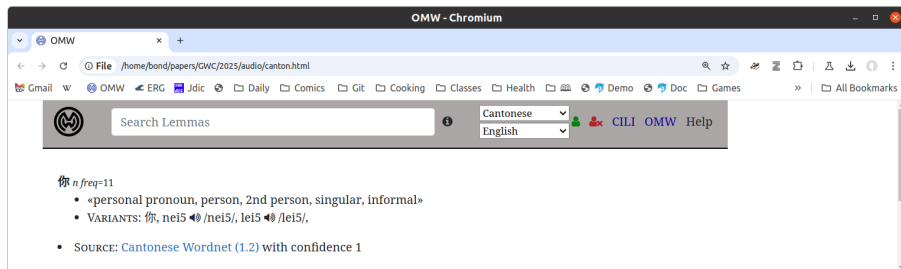 OMW - Chromium
OMW
File /home/bond/papers/GWC/2025/audio/canton.html
Gmail OMW ERG Jdic Daily Comics Git Cooking Classes Health Demo Doc Games » All Bookmarks
Search Lemmas
Cantonese
English
CILI OMW Help
你 n freq=11
• «personal pronoun, person, 2nd person, singular, informal»
• VARIANTS: 你, nei5 /nei5/, lei5 /lei5/,
• SOURCE: Cantonese Wordnet (1.2) with confidence 1